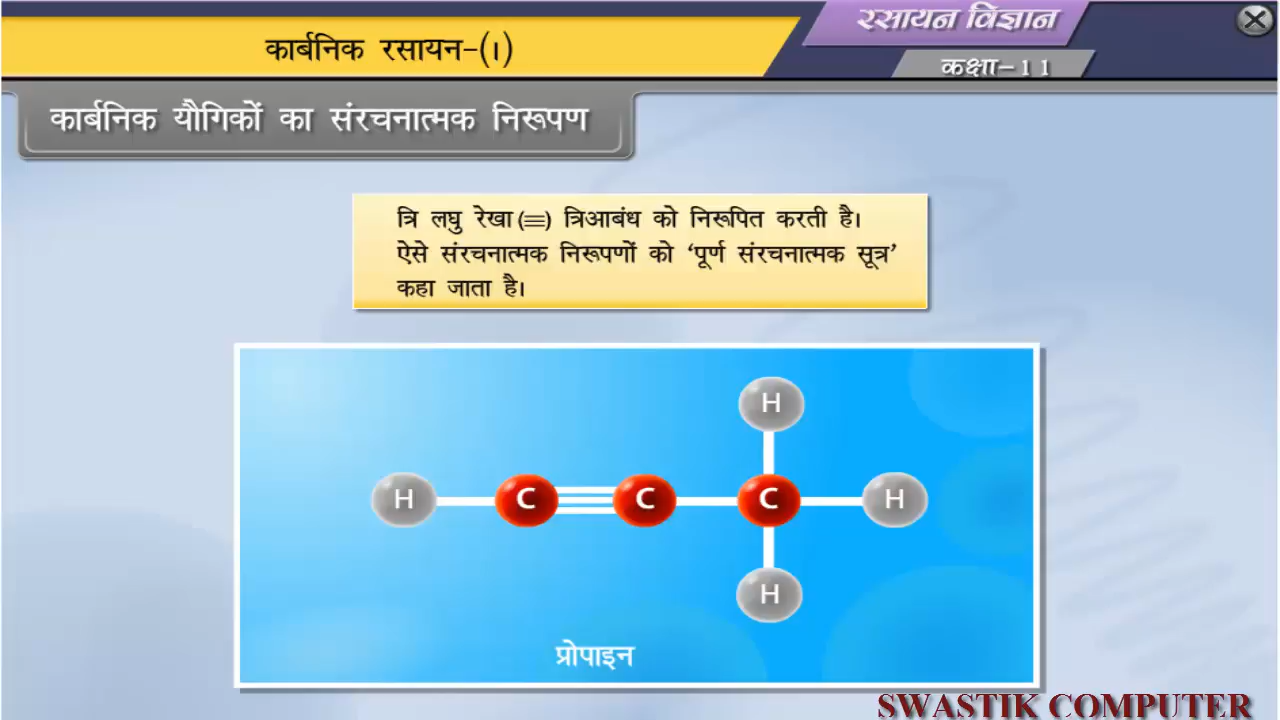 रसायन विज्ञान
कार्बनिक रसायन-(I)
कक्षा-11
कार्बनिक यौगिकों का संरचनात्मक निरूपण
त्रि लघु रेखा (≡) त्रिआबंध को निरूपित करती है।
ऐसे संरचनात्मक निरूपणों को ‘पूर्ण संरचनात्मक सूत्र’
कहा जाता है।
H
H C C C H
H
प्रोपाइन
SWASTIK COMPUTER